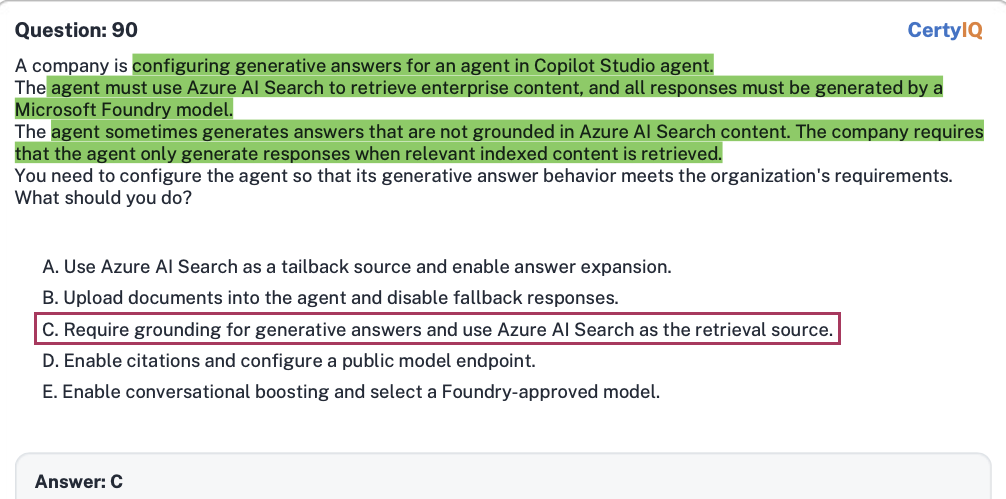 Question: 90
CertyIQ
A company is configuring generative answers for an agent in Copilot Studio agent.
The agent must use Azure AI Search to retrieve enterprise content, and all responses must be generated by a
Microsoft Foundry model.
The agent sometimes generates answers that are not grounded in Azure AI Search content. The company requires
that the agent only generate responses when relevant indexed content is retrieved.
You need to configure the agent so that its generative answer behavior meets the organization's requirements.
What should you do?
A. Use Azure AI Search as a tailback source and enable answer expansion.
B. Upload documents into the agent and disable fallback responses.
C. Require grounding for generative answers and use Azure AI Search as the retrieval source.
D. Enable citations and configure a public model endpoint.
E. Enable conversational boosting and select a Foundry-approved model.
Answer: C